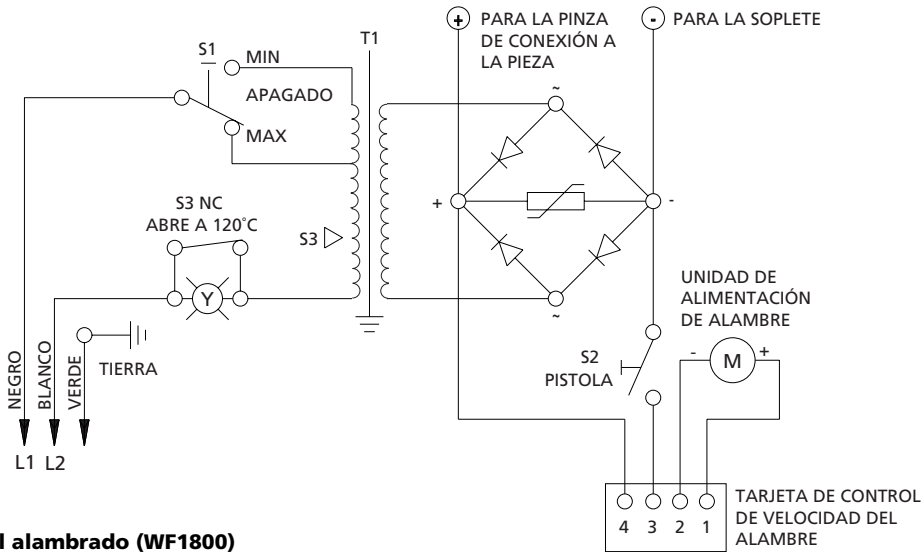 + PARA LA PINZA
DE CONEXIÓN A
LA PIEZA
- PARA LA SOPLETE
S1
MIN
APAGADO
MAX
T1
~
+
-
~
S3 NC
ABRE A 120˚C
S3
Y
NEGRO
BLANCO
VERDE
TIERRA
L1 L2
UNIDAD DE
ALIMENTACIÓN
DE ALAMBRE
- M +
S2
PISTOLA
4 3 2 1
TARJETA DE CONTROL
DE VELOCIDAD DEL
ALAMBRE
l alambrado (WF1800)